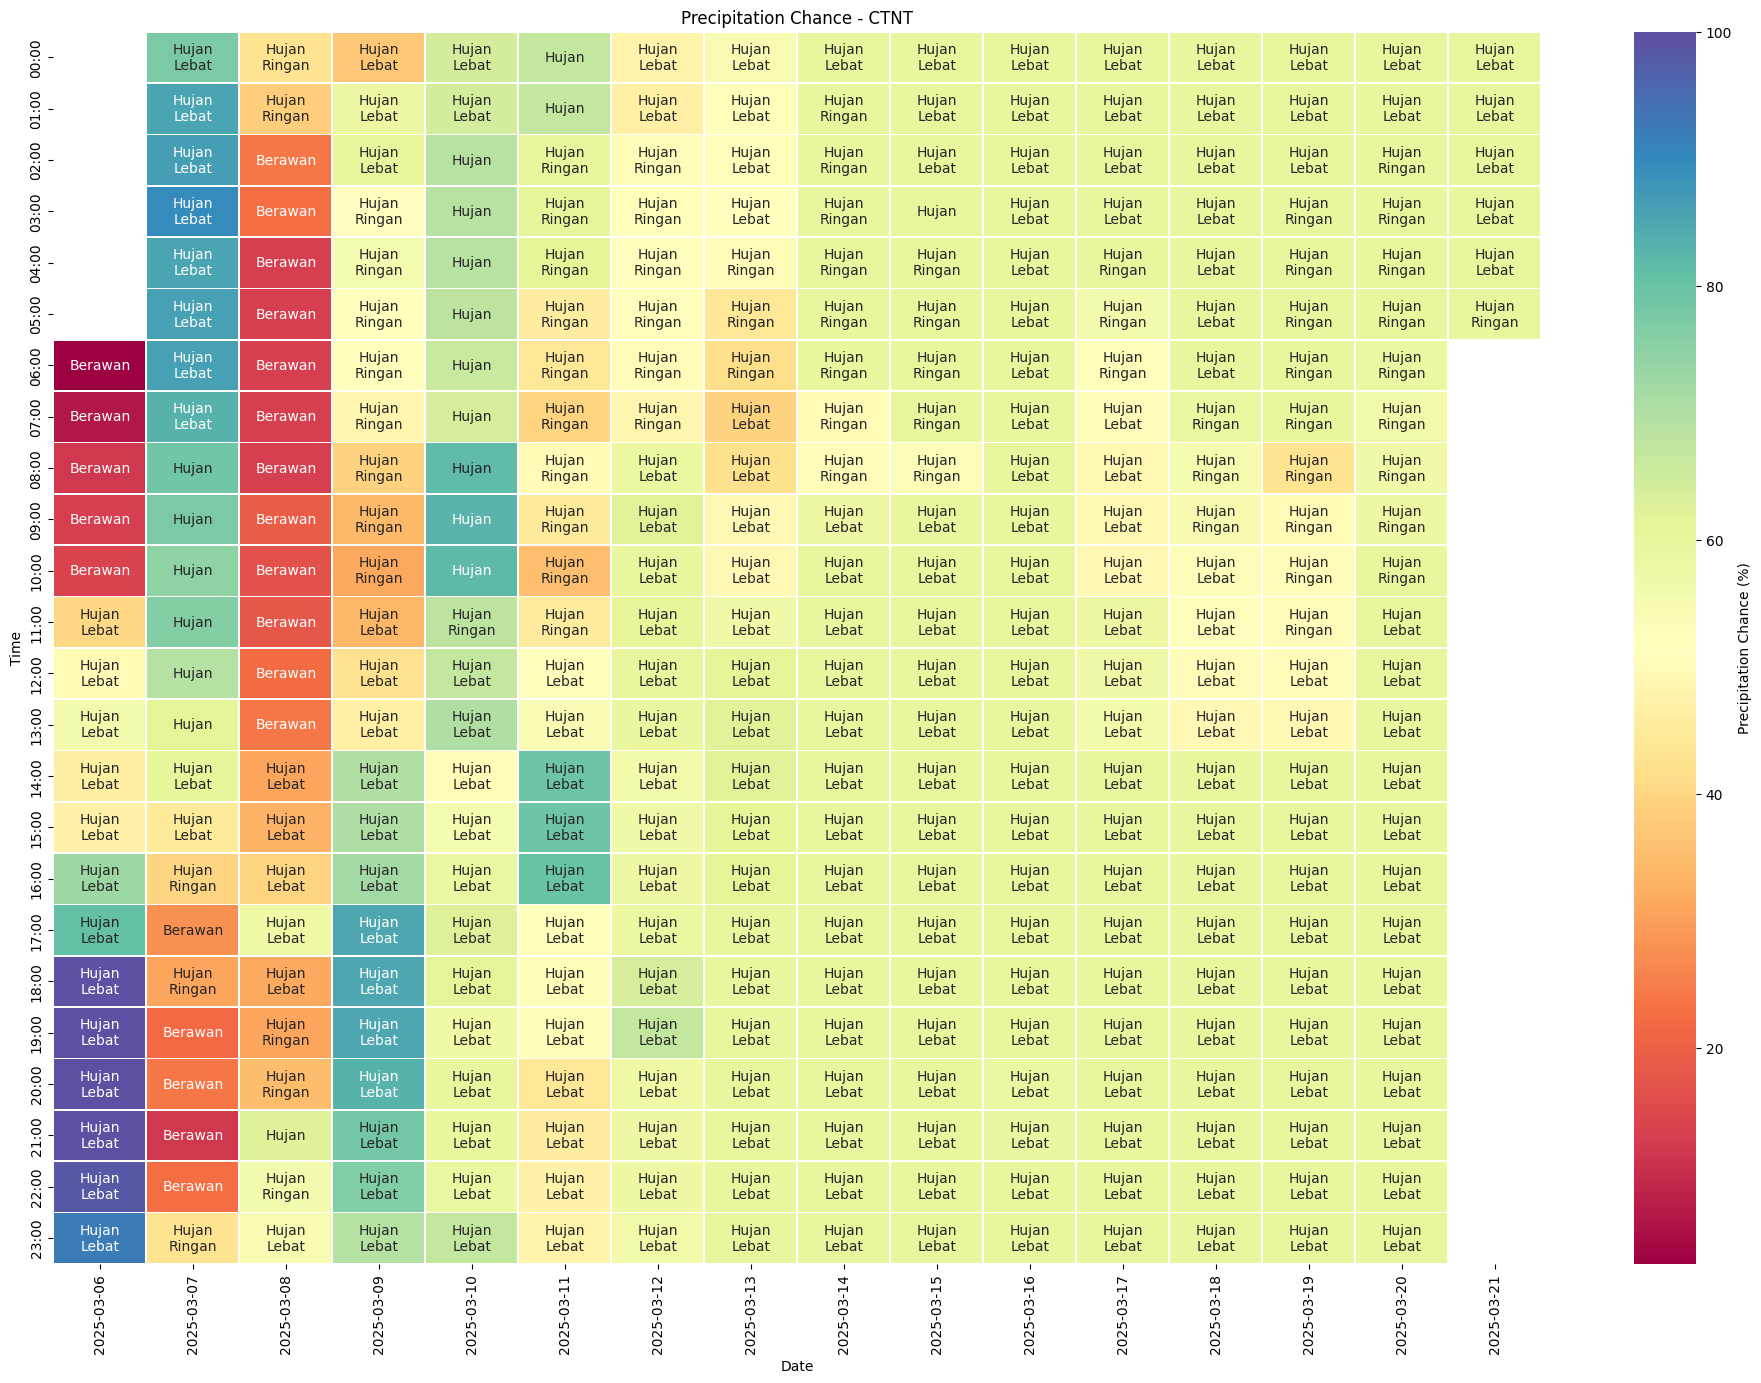 Precipitation Chance - CTNT
00:00 Hujan Lebat Hujan Ringan Hujan Lebat Hujan Lebat Hujan Hujan Lebat Hujan Lebat Hujan Lebat Hujan Lebat Hujan Lebat Hujan Lebat Hujan Lebat Hujan Lebat Hujan Lebat Hujan Lebat
01:00 Hujan Lebat Hujan Ringan Hujan Lebat Hujan Lebat Hujan Hujan Lebat Hujan Lebat Hujan Ringan Hujan Lebat Hujan Lebat Hujan Lebat Hujan Lebat Hujan Lebat Hujan Lebat Hujan Lebat
02:00 Hujan Lebat Berawan Hujan Lebat Hujan Hujan Ringan Hujan Ringan Hujan Lebat Hujan Ringan Hujan Lebat Hujan Lebat Hujan Lebat Hujan Lebat Hujan Lebat Hujan Ringan Hujan Lebat
03:00 Hujan Lebat Berawan Hujan Ringan Hujan Hujan Ringan Hujan Ringan Hujan Lebat Hujan Ringan Hujan Hujan Lebat Hujan Lebat Hujan Lebat Hujan Ringan Hujan Ringan Hujan Lebat
04:00 Hujan Lebat Berawan Hujan Ringan Hujan Hujan Ringan Hujan Ringan Hujan Ringan Hujan Ringan Hujan Ringan Hujan Lebat Hujan Ringan Hujan Lebat Hujan Ringan Hujan Ringan Hujan Lebat
05:00 Hujan Lebat Berawan Hujan Ringan Hujan Hujan Ringan Hujan Ringan Hujan Ringan Hujan Ringan Hujan Ringan Hujan Lebat Hujan Ringan Hujan Lebat Hujan Ringan Hujan Ringan Hujan Ringan
06:00 Berawan Hujan Lebat Berawan Hujan Ringan Hujan Hujan Ringan Hujan Ringan Hujan Ringan Hujan Ringan Hujan Ringan Hujan Lebat Hujan Ringan Hujan Lebat Hujan Ringan Hujan Ringan
07:00 Berawan Hujan Lebat Berawan Hujan Ringan Hujan Hujan Ringan Hujan Ringan Hujan Lebat Hujan Ringan Hujan Ringan Hujan Lebat Hujan Lebat Hujan Ringan Hujan Ringan Hujan Ringan
08:00 Berawan Hujan Berawan Hujan Ringan Hujan Hujan Ringan Hujan Lebat Hujan Lebat Hujan Ringan Hujan Ringan Hujan Lebat Hujan Lebat Hujan Ringan Hujan Ringan Hujan Ringan
09:00 Berawan Hujan Berawan Hujan Ringan Hujan Hujan Ringan Hujan Lebat Hujan Lebat Hujan Lebat Hujan Lebat Hujan Lebat Hujan Lebat Hujan Ringan Hujan Ringan Hujan Ringan
10:00 Berawan Hujan Berawan Hujan Ringan Hujan Hujan Ringan Hujan Lebat Hujan Lebat Hujan Lebat Hujan Lebat Hujan Lebat Hujan Lebat Hujan Lebat Hujan Ringan Hujan Ringan
11:00 Hujan Lebat Hujan Berawan Hujan Lebat Hujan Ringan Hujan Ringan Hujan Lebat Hujan Lebat Hujan Lebat Hujan Lebat Hujan Lebat Hujan Lebat Hujan Lebat Hujan Ringan Hujan Lebat
12:00 Hujan Lebat Hujan Berawan Hujan Lebat Hujan Lebat Hujan Lebat Hujan Lebat Hujan Lebat Hujan Lebat Hujan Lebat Hujan Lebat Hujan Lebat Hujan Lebat Hujan Lebat Hujan Lebat
13:00 Hujan Lebat Hujan Berawan Hujan Lebat Hujan Lebat Hujan Lebat Hujan Lebat Hujan Lebat Hujan Lebat Hujan Lebat Hujan Lebat Hujan Lebat Hujan Lebat Hujan Lebat Hujan Lebat
14:00 Hujan Lebat Hujan Lebat Hujan Lebat Hujan Lebat Hujan Lebat Hujan Lebat Hujan Lebat Hujan Lebat Hujan Lebat Hujan Lebat Hujan Lebat Hujan Lebat Hujan Lebat Hujan Lebat Hujan Lebat
15:00 Hujan Lebat Hujan Lebat Hujan Lebat Hujan Lebat Hujan Lebat Hujan Lebat Hujan Lebat Hujan Lebat Hujan Lebat Hujan Lebat Hujan Lebat Hujan Lebat Hujan Lebat Hujan Lebat Hujan Lebat
16:00 Hujan Lebat Hujan Ringan Hujan Lebat Hujan Lebat Hujan Lebat Hujan Lebat Hujan Lebat Hujan Lebat Hujan Lebat Hujan Lebat Hujan Lebat Hujan Lebat Hujan Lebat Hujan Lebat Hujan Lebat
17:00 Hujan Lebat Berawan Hujan Lebat Hujan Lebat Hujan Lebat Hujan Lebat Hujan Lebat Hujan Lebat Hujan Lebat Hujan Lebat Hujan Lebat Hujan Lebat Hujan Lebat Hujan Lebat Hujan Lebat
18:00 Hujan Lebat Hujan Ringan Hujan Lebat Hujan Lebat Hujan Lebat Hujan Lebat Hujan Lebat Hujan Lebat Hujan Lebat Hujan Lebat Hujan Lebat Hujan Lebat Hujan Lebat Hujan Lebat Hujan Lebat
19:00 Hujan Lebat Berawan Hujan Ringan Hujan Lebat Hujan Lebat Hujan Lebat Hujan Lebat Hujan Lebat Hujan Lebat Hujan Lebat Hujan Lebat Hujan Lebat Hujan Lebat Hujan Lebat Hujan Lebat
20:00 Hujan Lebat Berawan Hujan Ringan Hujan Lebat Hujan Lebat Hujan Lebat Hujan Lebat Hujan Lebat Hujan Lebat Hujan Lebat Hujan Lebat Hujan Lebat Hujan Lebat Hujan Lebat Hujan Lebat
21:00 Hujan Lebat Berawan Hujan Hujan Lebat Hujan Lebat Hujan Lebat Hujan Lebat Hujan Lebat Hujan Lebat Hujan Lebat Hujan Lebat Hujan Lebat Hujan Lebat Hujan Lebat Hujan Lebat
22:00 Hujan Lebat Berawan Hujan Ringan Hujan Lebat Hujan Lebat Hujan Lebat Hujan Lebat Hujan Lebat Hujan Lebat Hujan Lebat Hujan Lebat Hujan Lebat Hujan Lebat Hujan Lebat Hujan Lebat
23:00 Hujan Lebat Hujan Ringan Hujan Lebat Hujan Lebat Hujan Lebat Hujan Lebat Hujan Lebat Hujan Lebat Hujan Lebat Hujan Lebat Hujan Lebat Hujan Lebat Hujan Lebat Hujan Lebat Hujan Lebat
Time
2025-03-06 2025-03-07 2025-03-08 2025-03-09 2025-03-10 2025-03-11 2025-03-12 2025-03-13 2025-03-14 2025-03-15 2025-03-16 2025-03-17 2025-03-18 2025-03-19 2025-03-20 2025-03-21
Date
100
80
60
40
20
Precipitation Chance (%)